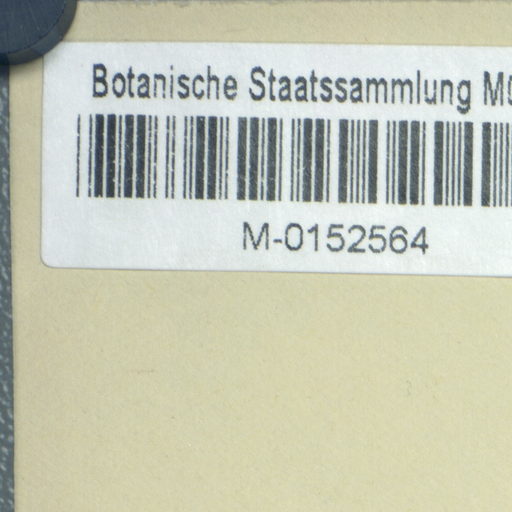 Botanische Staatssammlung
M-0152564